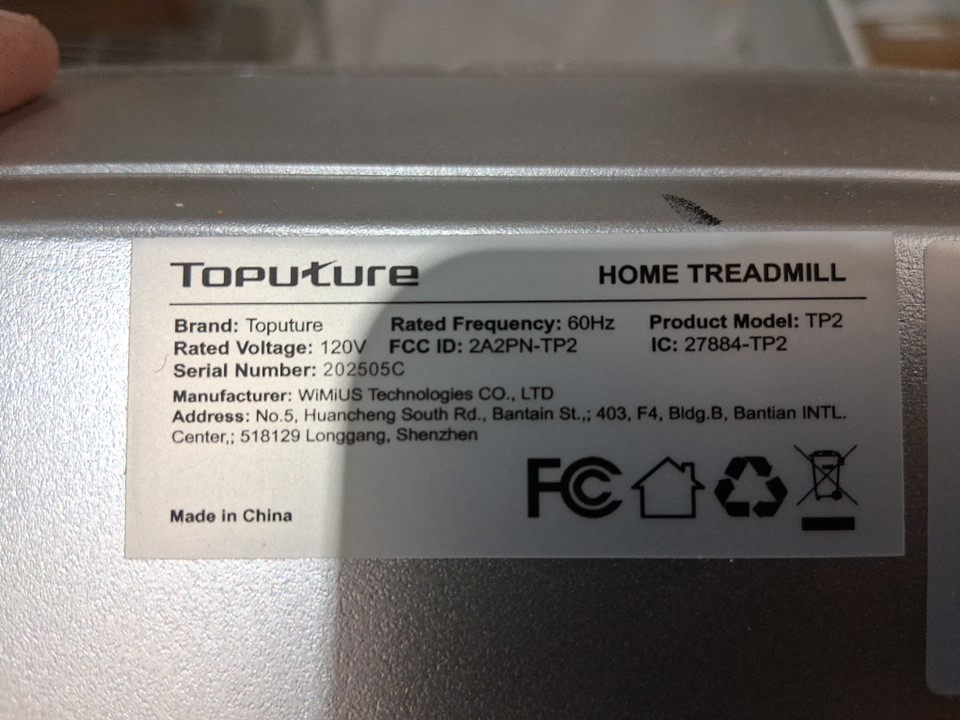 Toputure HOME TREADMILL
Brand: Toputure Rated Frequency: 60Hz Product Model: TP2
Rated Voltage: 120V FCC ID: 2A2PN-TP2 IC: 27884-TP2
Serial Number: 202505C
Manufacturer: WiMiUS Technologies CO., LTD
Address: No.5, Huancheng South Rd., Bantain St.,; 403, F4, Bldg.B, Bantian INTL.
Center,; 518129 Longgang, Shenzhen
FC
Made in China